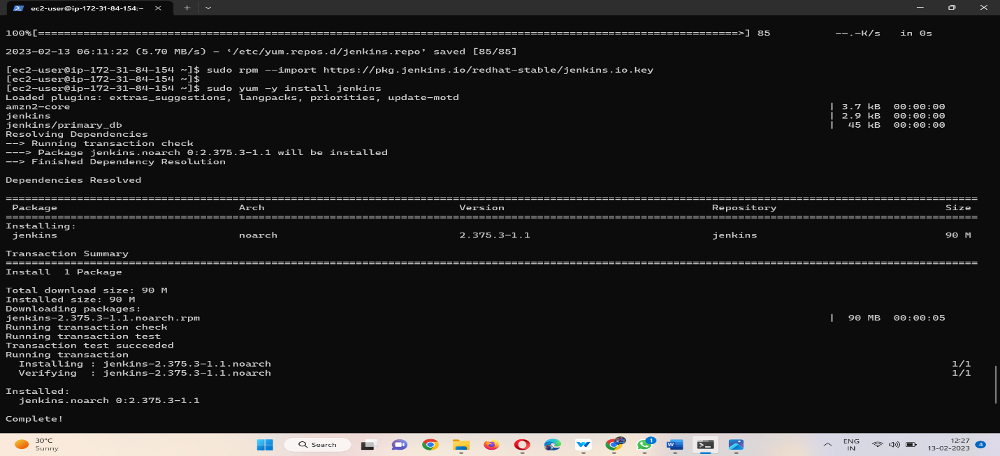 ec2-user@ip-172-31-84-154:~
100%[============================================================================================================>] 85 --.-K/s in 0s
2023-02-13 06:11:22 (5.70 MB/s) - ‘/etc/yum.repos.d/jenkins.repo’ saved [85/85]
[ec2-user@ip-172-31-84-154 ~]$ sudo rpm --import https://pkg.jenkins.io/redhat-stable/jenkins.io.key
[ec2-user@ip-172-31-84-154 ~]$
[ec2-user@ip-172-31-84-154 ~]$ sudo yum -y install jenkins
Loaded plugins: extras_suggestions, langpacks, priorities, update-motd
amzn2-core | 3.7 kB 00:00:00
jenkins | 2.9 kB 00:00:00
jenkins/primary_db | 45 kB 00:00:00
Resolving Dependencies
--> Running transaction check
---> Package jenkins.noarch 0:2.375.3-1.1 will be installed
--> Finished Dependency Resolution
Dependencies Resolved
======================================================================================================================================================
Package Arch Version Repository Size
======================================================================================================================================================
Installing:
jenkins noarch 2.375.3-1.1 jenkins 90 M
Transaction Summary
======================================================================================================================================================
Install 1 Package
Total download size: 90 M
Installed size: 90 M
Downloading packages:
jenkins-2.375.3-1.1.noarch.rpm | 90 MB 00:00:05
Running transaction check
Running transaction test
Transaction test succeeded
Running transaction
Installing : jenkins-2.375.3-1.1.noarch 1/1
Verifying : jenkins-2.375.3-1.1.noarch 1/1
Installed:
jenkins.noarch 0:2.375.3-1.1
Complete!
30°C
Sunny
Search
1
ENG
IN
12:27
13-02-2023
4